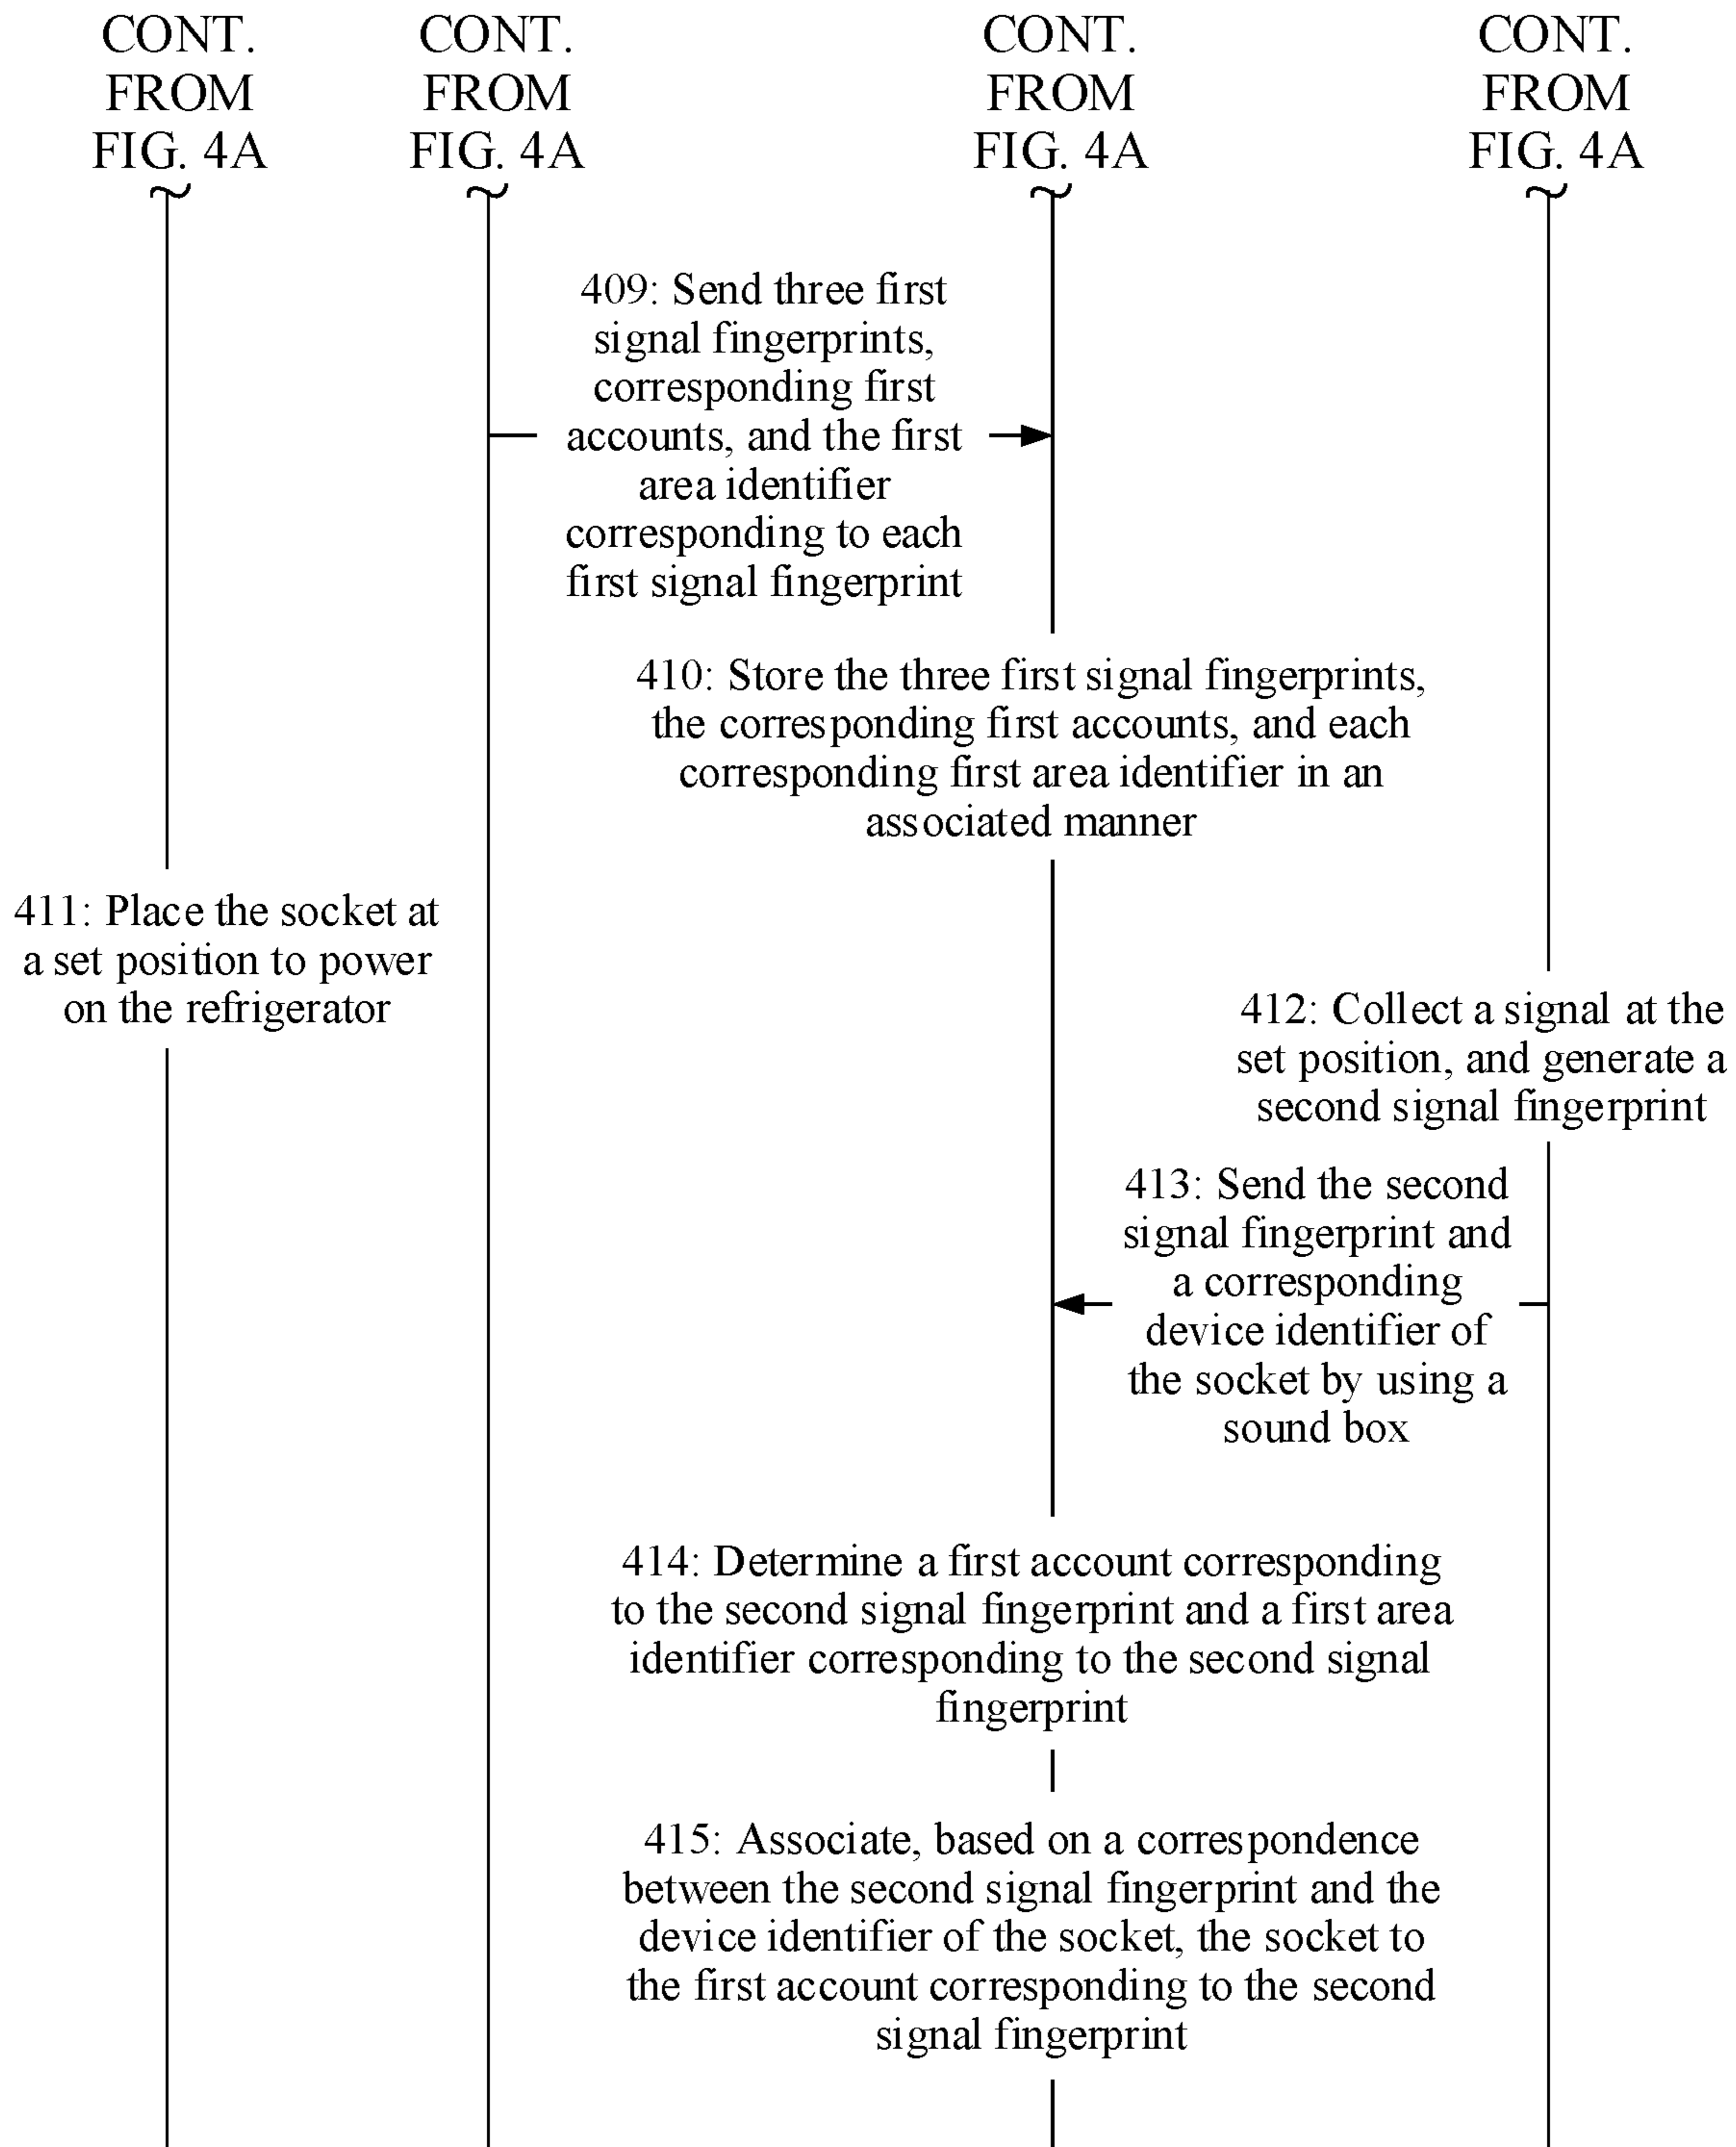 CONT.
FROM
FIG. 4A
CONT.
FROM
FIG. 4A
CONT.
FROM
FIG. 4A
CONT.
FROM
FIG. 4A
409: Send three first
signal fingerprints,
corresponding first
accounts, and the first
area identifier
corresponding to each
first signal fingerprint
410: Store the three first signal fingerprints,
the corresponding first accounts, and each
corresponding first area identifier in an
associated manner
411: Place the socket at
a set position to power
on the refrigerator
412: Collect a signal at the
set position, and generate a
second signal fingerprint
413: Send the second
signal fingerprint and
a corresponding
device identifier of
the socket by using a
sound box
414: Determine a first account corresponding
to the second signal fingerprint and a first area
identifier corresponding to the second signal
fingerprint
415: Associate, based on a correspondence
between the second signal fingerprint and the
device identifier of the socket, the socket to
the first account corresponding to the second
signal fingerprint